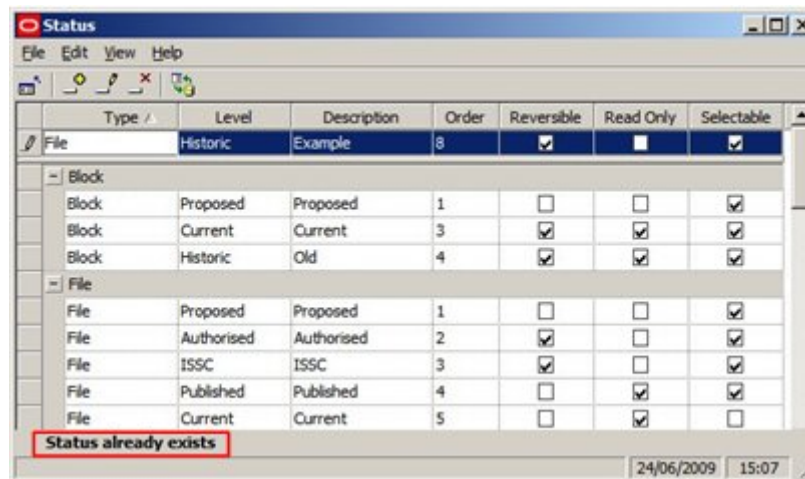 Status
File Edit View Help
Type Level Description Order Reversible Read Only Selectable
File Historic Example 8
Block
Block Proposed Proposed 1
Block Current Current 3
Block Historic Old 4
File
File Proposed Proposed 1
File Authorised Authorised 2
File ISSC ISSC 3
File Published Published 4
File Current Current 5
Status already exists
24/06/2009 15:07